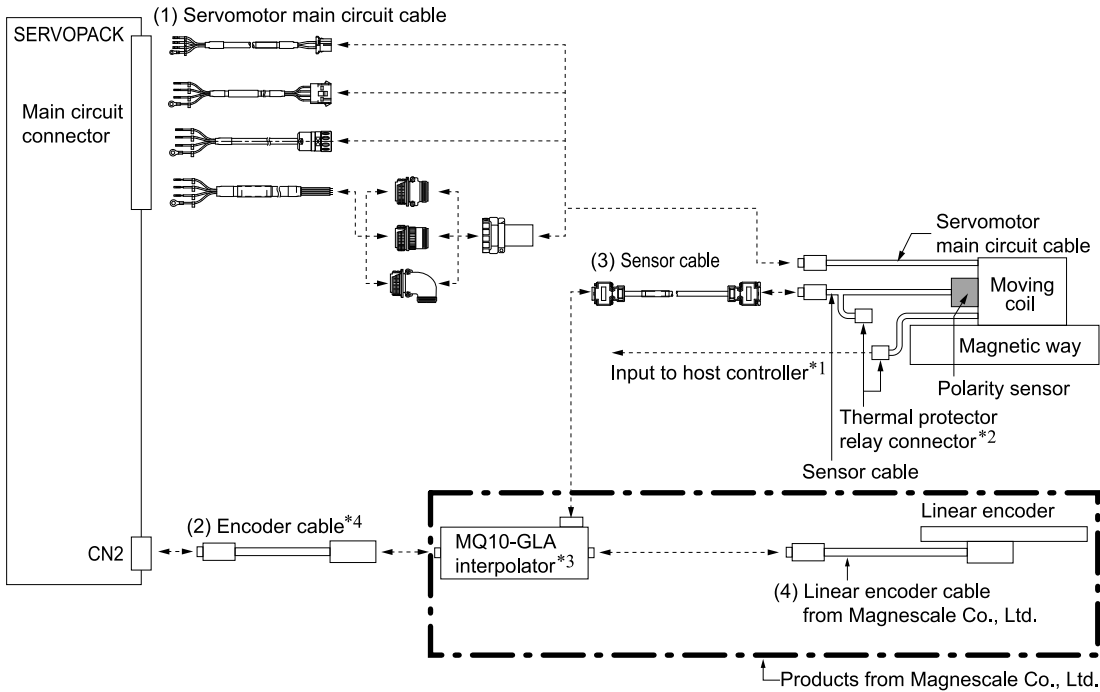 (1) Servomotor main circuit cable
SERVOPACK
Main circuit
connector
Servomotor
main circuit cable
(3) Sensor cable
Moving
coil
Magnetic way
Input to host controller*1
Polarity sensor
Thermal protector
relay connector*2
Sensor cable
Linear encoder
(2) Encoder cable*4
CN2
MQ10-GLA
interpolator*3
(4) Linear encoder cable
from Magnescale Co., Ltd.
Products from Magnescale Co., Ltd.